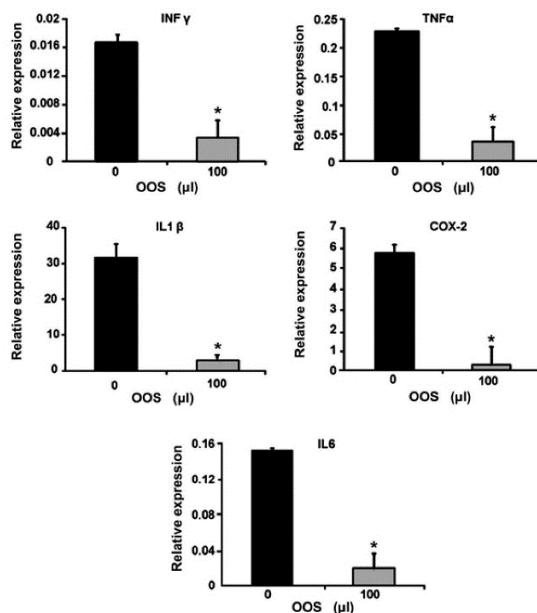 INF γ
Relative expression
0.02
0.016
0.012
0.008
0.004
0
*
0 100
OOS (µl)
TNFα
Relative expression
0.25
0.20
0.15
0.10
0.05
0
*
0 100
OOS (µl)
IL1 β
Relative expression
40
30
20
10
0
*
0 100
OOS (µl)
COX-2
Relative expression
7
6
5
4
3
2
1
0
*
0 100
OOS (µl)
IL6
Relative expression
0.16
0.12
0.08
0.04
0
*
0 100
OOS (µl)